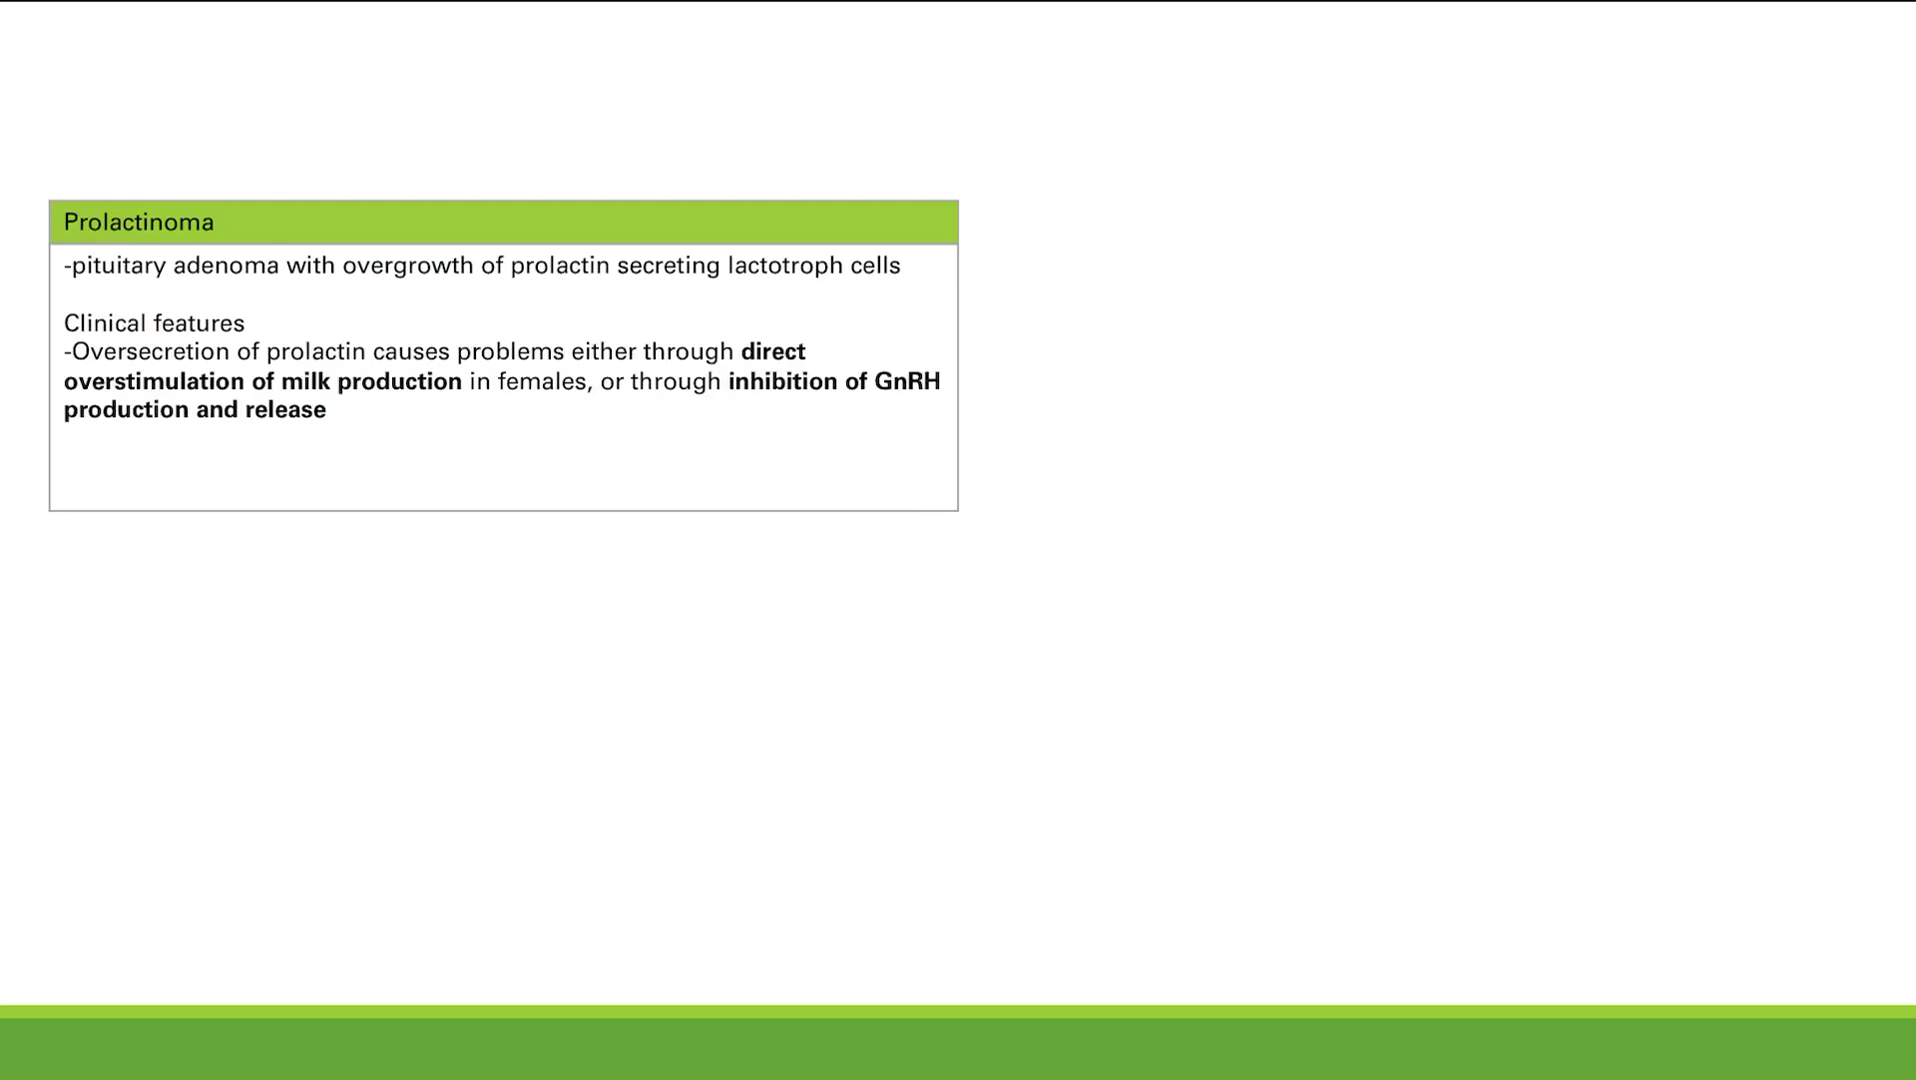 Prolactinoma
-pituitary adenoma with overgrowth of prolactin secreting lactotroph cells
Clinical features
-Oversecretion of prolactin causes problems either through direct
overstimulation of milk production in females, or through inhibition of GnRH
production and release